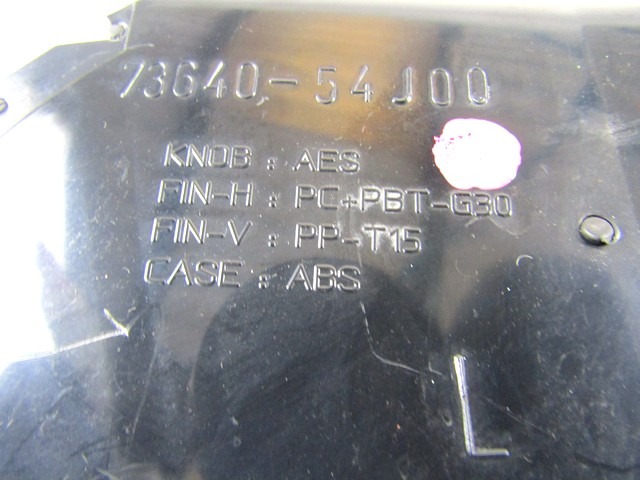 73640-54J00
KNOB : AES
FIN-H : PC+PBT-G30
FIN-V : PP-T15
CASE : ABS
L